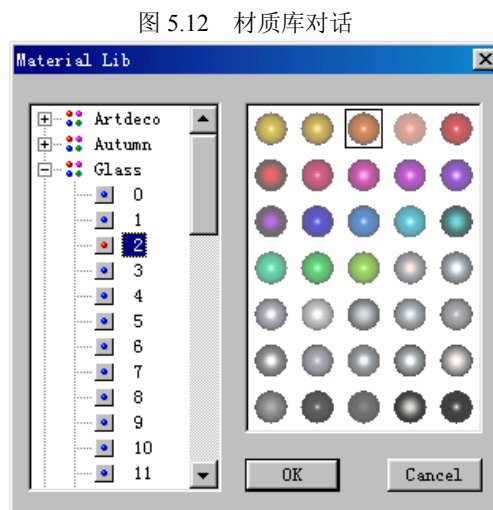 图 5.12 材质库对话
Material Lib
Artdeco
Autumn
Glass
0
1
2
3
4
5
6
7
8
9
10
11
OK
Cancel